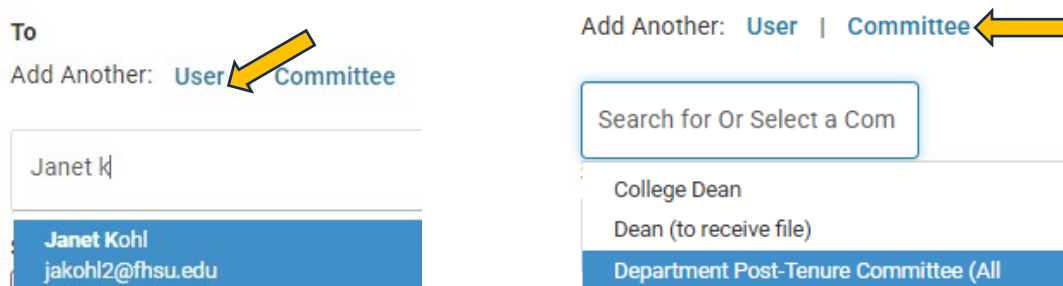 To
Add Another: User Committee
Janet k
Janet Kohl
jakohl2@fhsu.edu
Add Another: User | Committee
Search for Or Select a Com
College Dean
Dean (to receive file)
Department Post-Tenure Committee (All